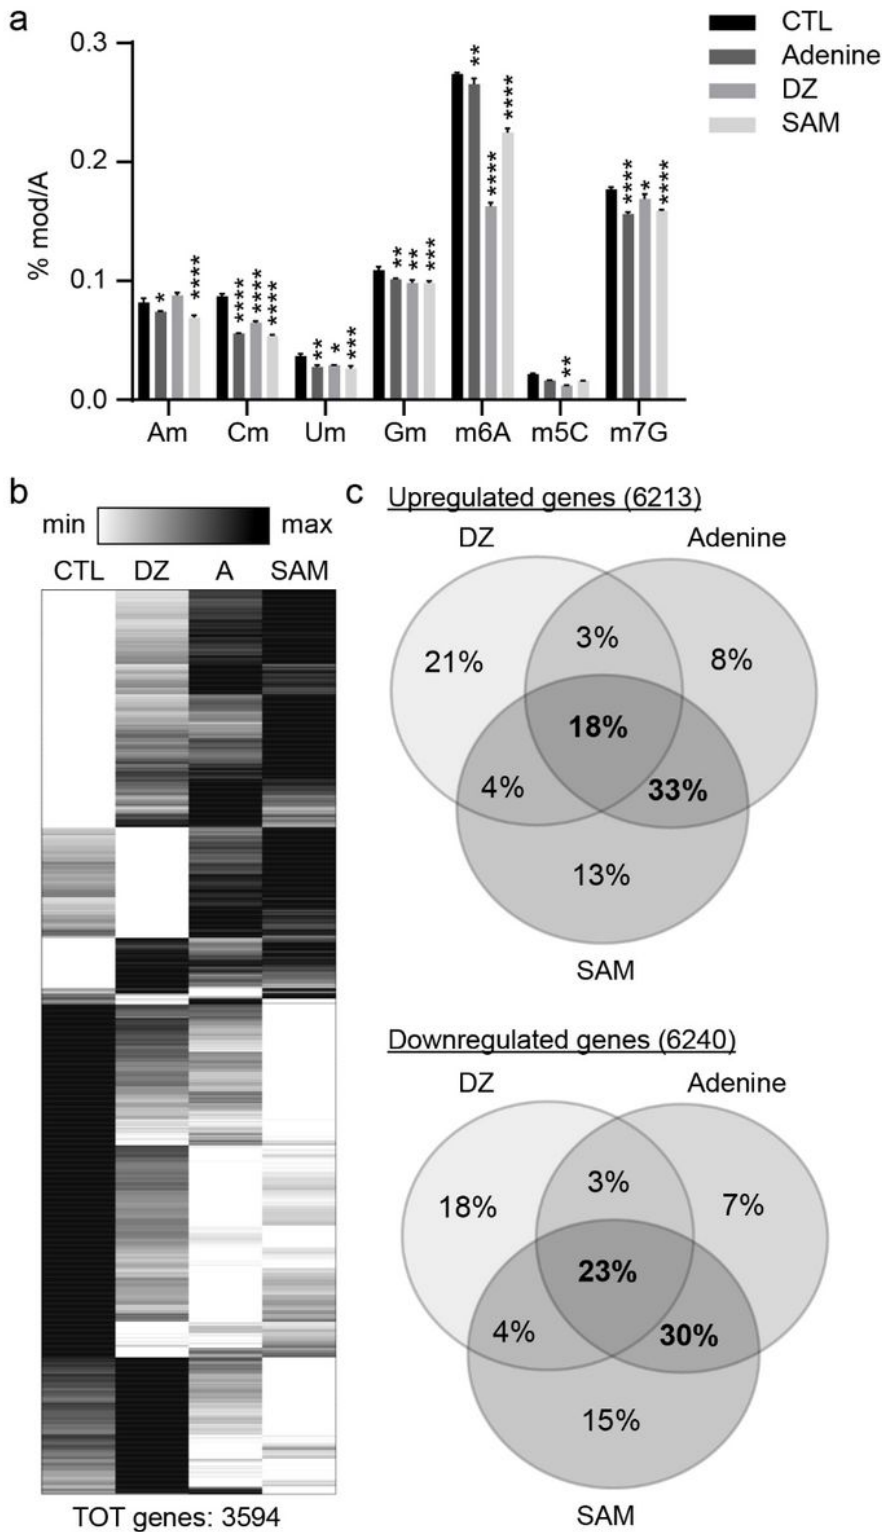 a
CTL
Adenine
DZ
SAM
% mod/A
0.3
0.2
0.1
0.0
* ****
**** **** ****
** * ***
** ** ***
** **** ****
**
**** * ****
Am Cm Um Gm m6A m5C m7G
b
min max
CTL DZ A SAM
TOT genes: 3594
c
Upregulated genes (6213)
DZ Adenine
21% 3% 8%
18%
4% 33%
13%
SAM
Downregulated genes (6240)
DZ Adenine
18% 3% 7%
23%
4% 30%
15%
SAM